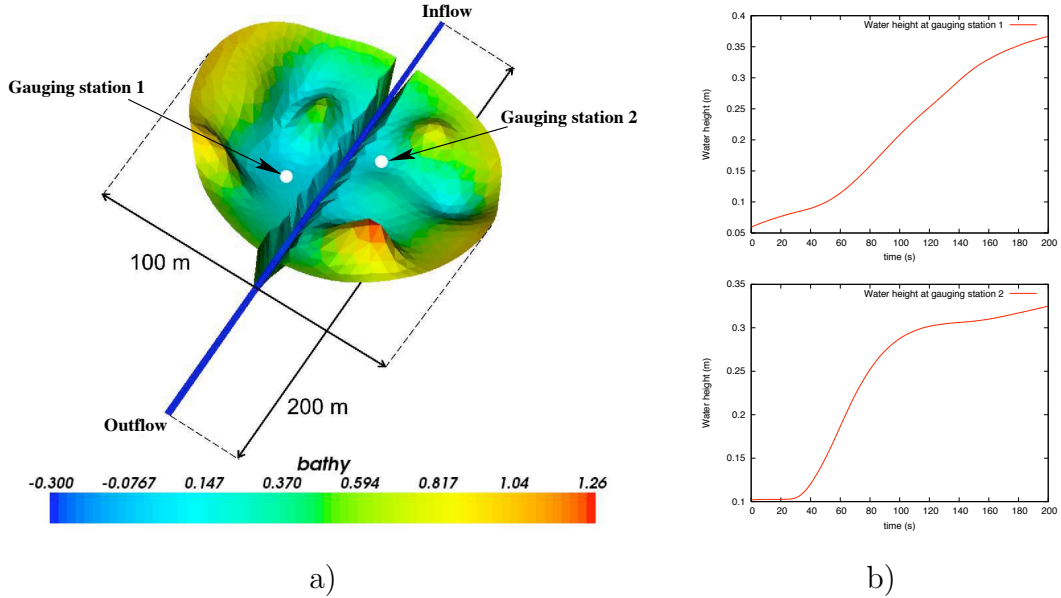 Inflow
Gauging station 1
Gauging station 2
100 m
200 m
Outflow
bathy
-0.300 -0.0767 0.147 0.370 0.594 0.817 1.04 1.26
a)
Water height at gauging station 1
Water height (m)
0.4
0.35
0.3
0.25
0.2
0.15
0.1
0.05
0 20 40 60 80 100 120 140 160 180 200
time (s)
Water height at gauging station 2
Water height (m)
0.35
0.3
0.25
0.2
0.15
0.1
0 20 40 60 80 100 120 140 160 180 200
time (s)
b)